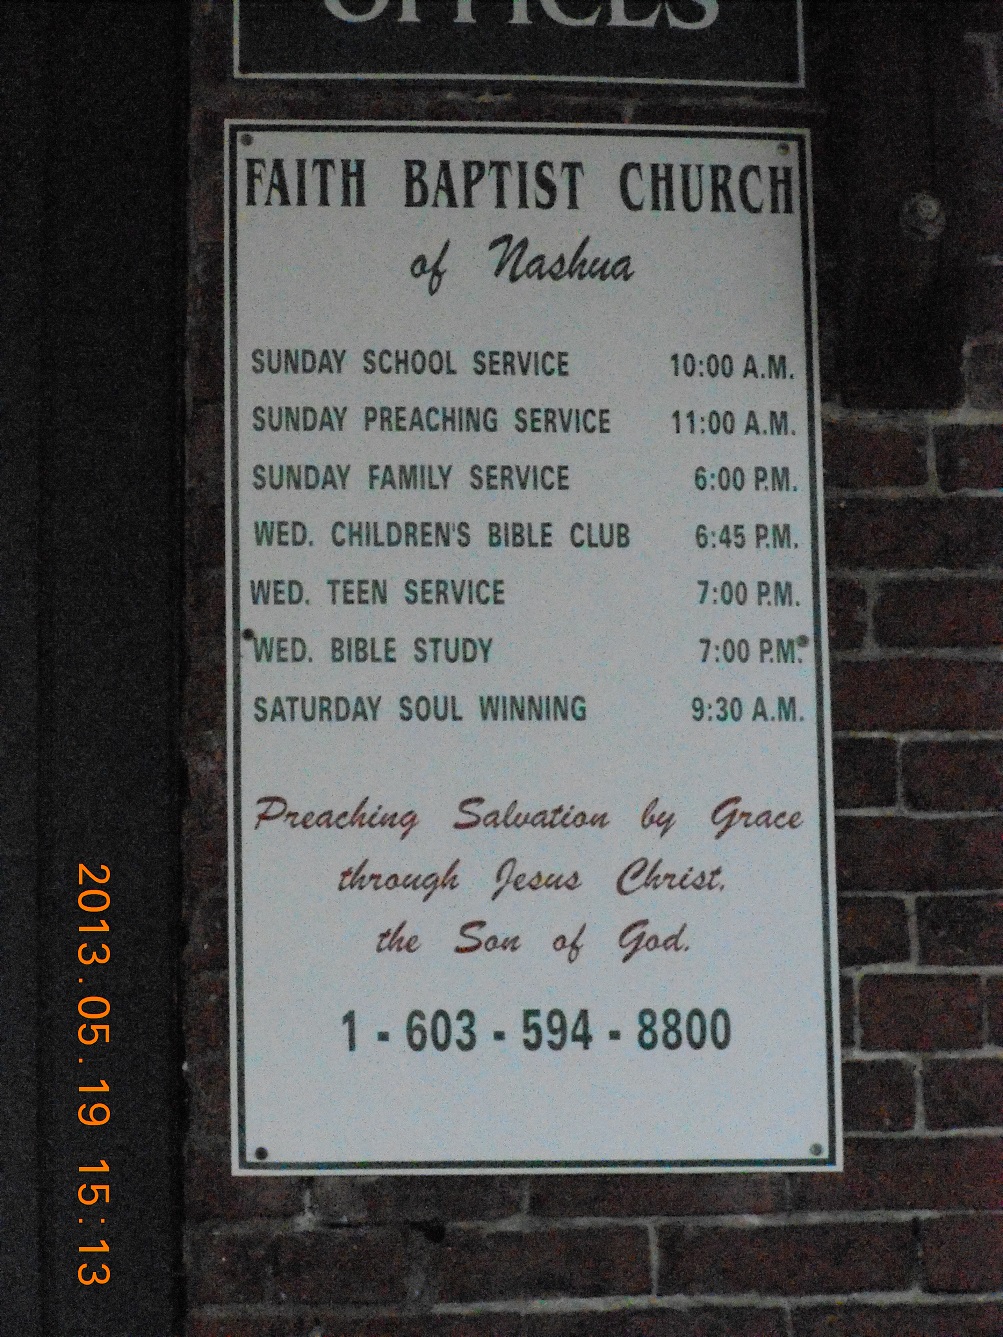 OFFICES
FAITH BAPTIST CHURCH
of Nashua
SUNDAY SCHOOL SERVICE 10:00 A.M.
SUNDAY PREACHING SERVICE 11:00 A.M.
SUNDAY FAMILY SERVICE 6:00 P.M.
WED. CHILDREN'S BIBLE CLUB 6:45 P.M.
WED. TEEN SERVICE 7:00 P.M.
WED. BIBLE STUDY 7:00 P.M.
SATURDAY SOUL WINNING 9:30 A.M.
Preaching Salvation by Grace
through Jesus Christ,
the Son of God.
1 - 603 - 594 - 8800
2013.05.19 15:13